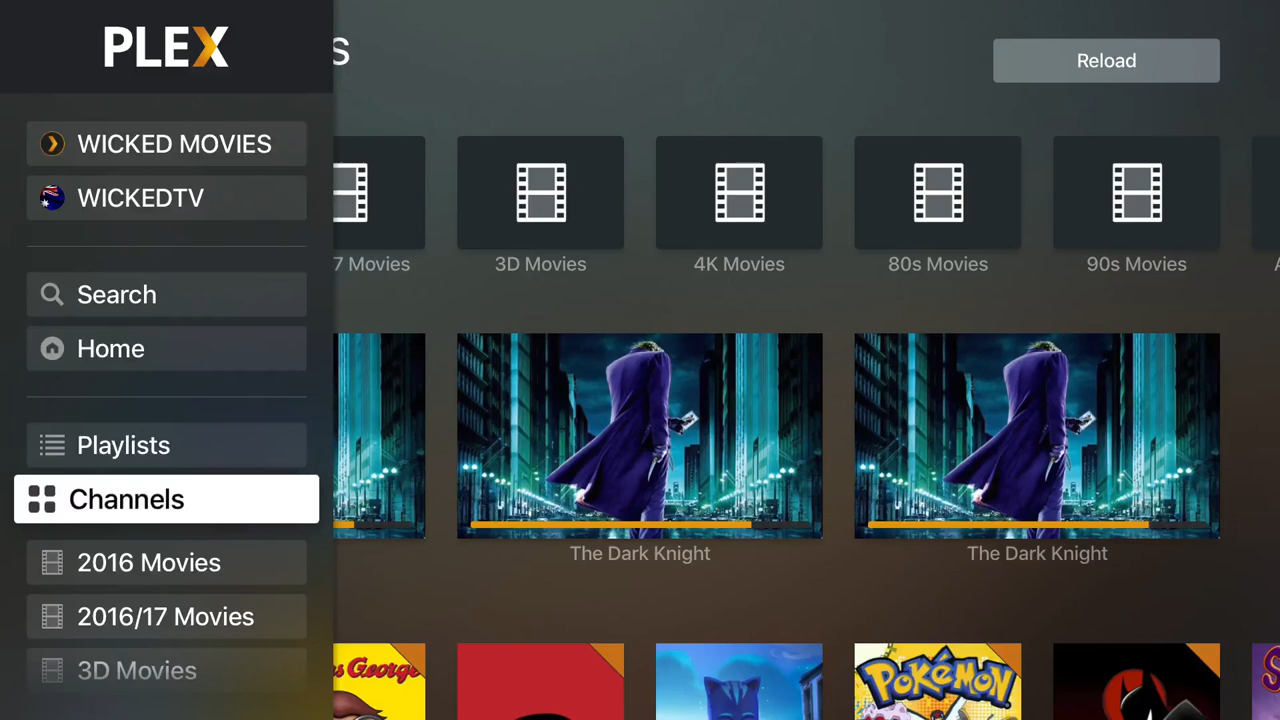 PLEX
WICKED MOVIES
WICKEDTV
Search
Home
Playlists
Channels
2016 Movies
2016/17 Movies
3D Movies
S
Reload
7 Movies
3D Movies
4K Movies
80s Movies
90s Movies
The Dark Knight
The Dark Knight
s George
POKéMON